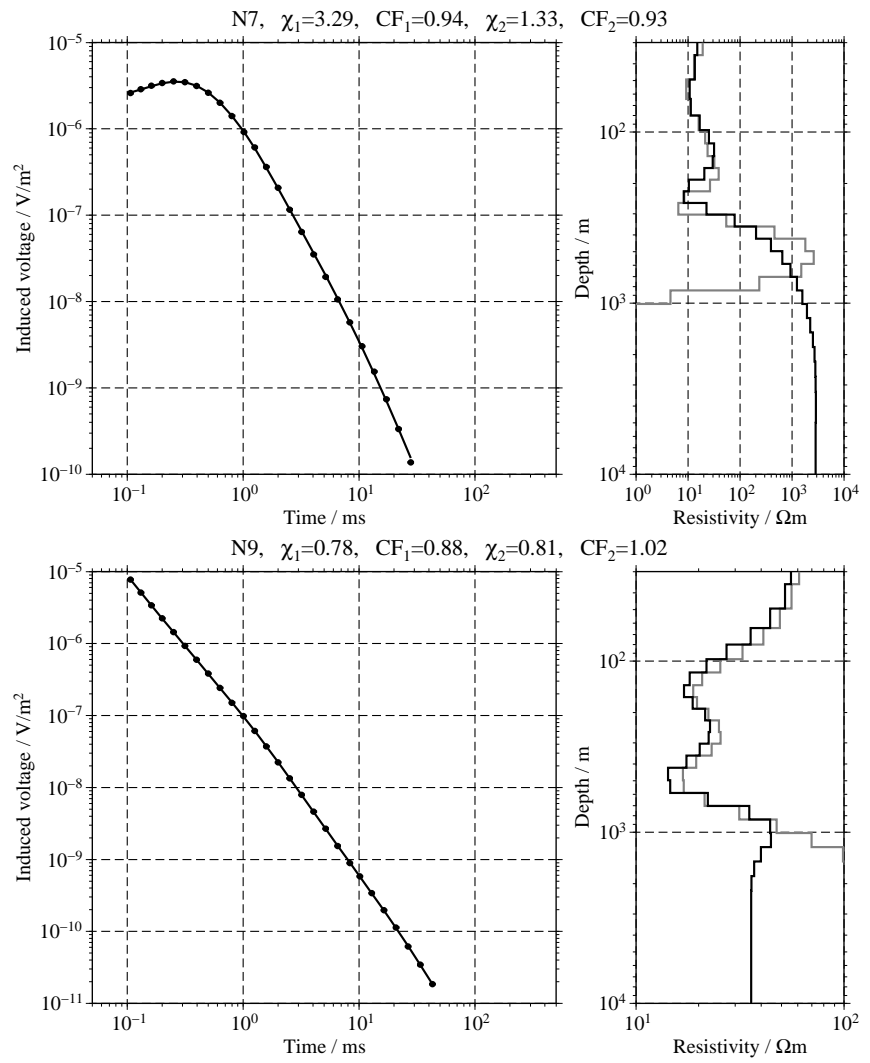 N7, χ₁=3.29, CF₁=0.94, χ₂=1.33, CF₂=0.93
10⁻⁵
10⁻⁶
10⁻⁷
10⁻⁸
10⁻⁹
10⁻¹⁰
Induced voltage / V/m²
10⁻¹ 10⁰ 10¹ 10²
Time / ms
10²
10³
10⁴
Depth / m
10⁰ 10¹ 10² 10³ 10⁴
Resistivity / Ωm
N9, χ₁=0.78, CF₁=0.88, χ₂=0.81, CF₂=1.02
10⁻⁵
10⁻⁶
10⁻⁷
10⁻⁸
10⁻⁹
10⁻¹⁰
10⁻¹¹
Induced voltage / V/m²
10⁻¹ 10⁰ 10¹ 10²
Time / ms
10²
10³
10⁴
Depth / m
10¹ 10²
Resistivity / Ωm